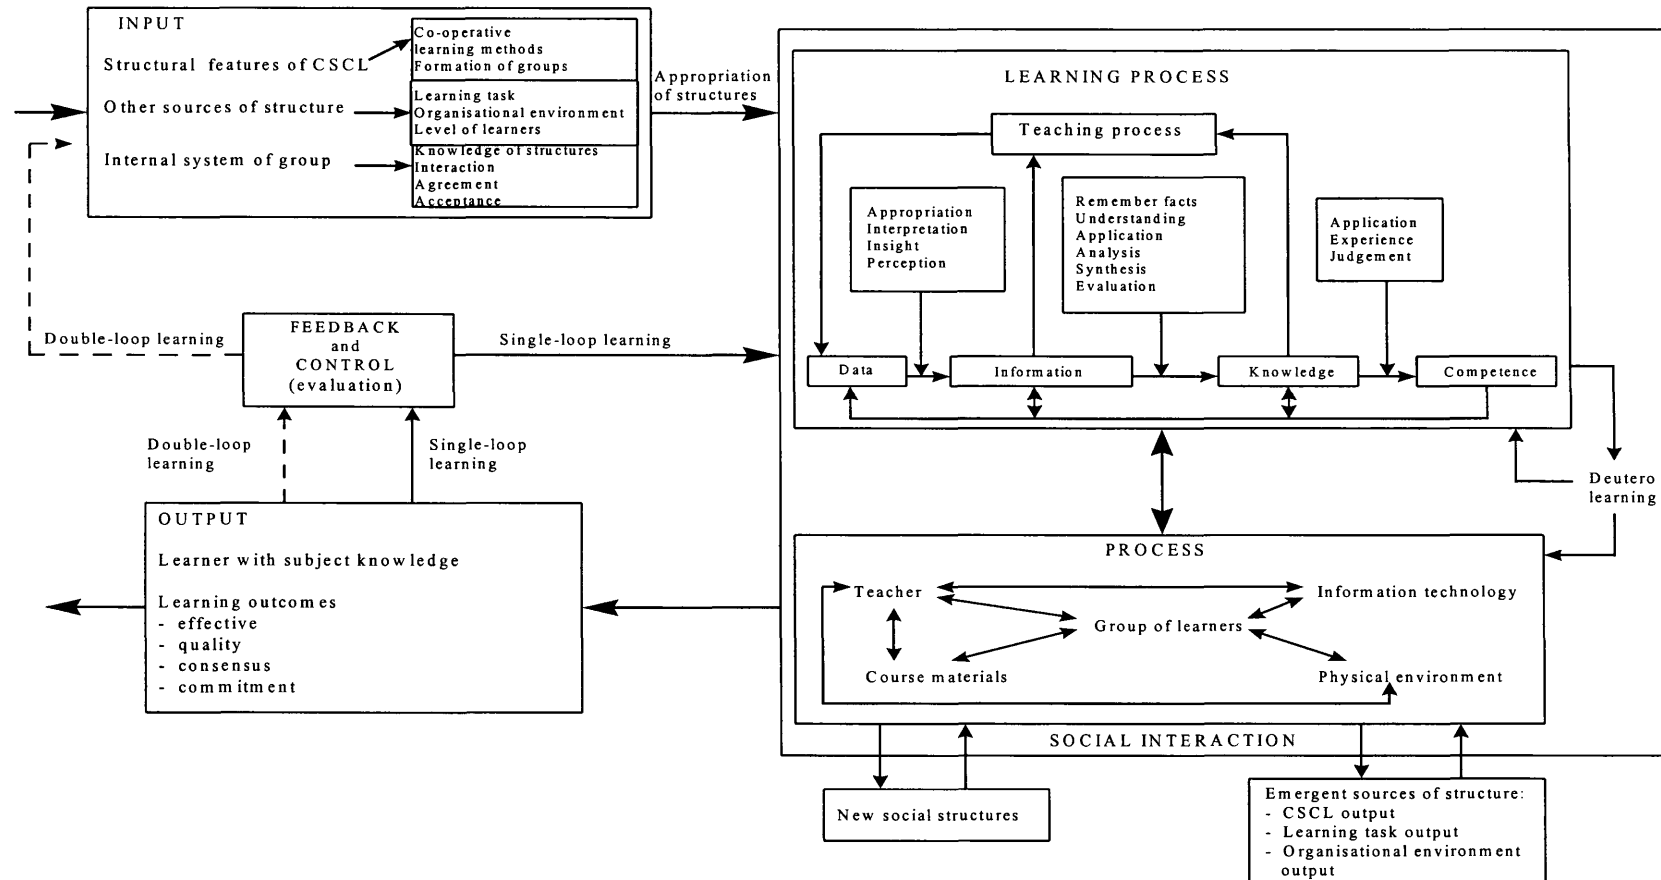 INPUT
Structural features of CSCL
Other sources of structure
Internal system of group
Co-operative
learning methods
Formation of groups
Learning task
Organisational environment
Level of learners
Knowledge of structures
Interaction
Agreement
Acceptance
Appropriation
of structures
LEARNING PROCESS
Teaching process
Appropriation
Interpretation
Insight
Perception
Remember facts
Understanding
Application
Analysis
Synthesis
Evaluation
Application
Experience
Judgement
Data
Information
Knowledge
Competence
Double-loop learning
FEEDBACK
and
CONTROL
(evaluation)
Single-loop learning
Double-loop
learning
Single-loop
learning
Deutero
learning
OUTPUT
Learner with subject knowledge
Learning outcomes
- effective
- quality
- consensus
- commitment
PROCESS
Teacher
Information technology
Group of learners
Course materials
Physical environment
SOCIAL INTERACTION
New social structures
Emergent sources of structure:
- CSCL output
- Learning task output
- Organisational environment
output